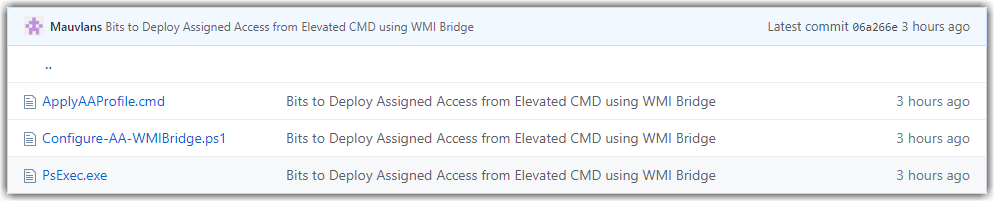 Mauvlans Bits to Deploy Assigned Access from Elevated CMD using WMI Bridge Latest commit 06a266e 3 hours ago
..
ApplyAAProfile.cmd Bits to Deploy Assigned Access from Elevated CMD using WMI Bridge 3 hours ago
Configure-AA-WMIBridge.ps1 Bits to Deploy Assigned Access from Elevated CMD using WMI Bridge 3 hours ago
PsExec.exe Bits to Deploy Assigned Access from Elevated CMD using WMI Bridge 3 hours ago